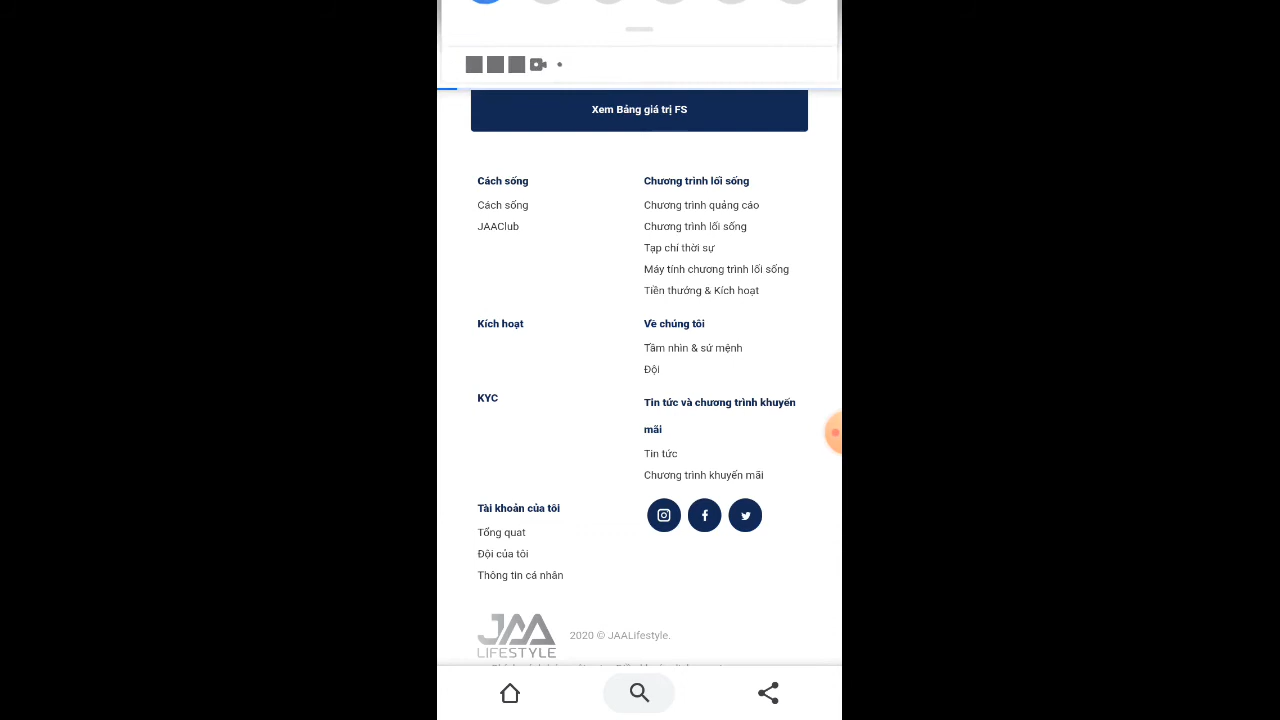 Xem Bảng giá trị FS
Cách sống
Cách sống
JAAClub
Chương trình lối sống
Chương trình quảng cáo
Chương trình lối sống
Tạp chí thời sự
Máy tính chương trình lối sống
Tiền thưởng & Kích hoạt
Kích hoạt
Về chúng tôi
Tầm nhìn & sứ mệnh
Đội
KYC
Tin tức và chương trình khuyến
mãi
Tin tức
Chương trình khuyến mãi
Tài khoản của tôi
Tổng quat
Đội của tôi
Thông tin cá nhân
JAA
LIFESTYLE
2020 © JAALifestyle.